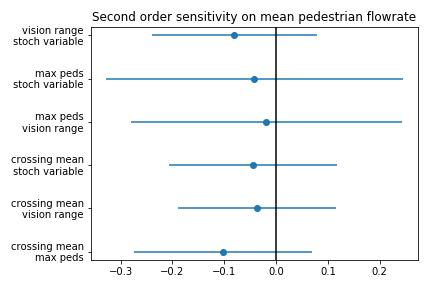 Second order sensitivity on mean pedestrian flowrate
vision range
stoch variable
max peds
stoch variable
max peds
vision range
crossing mean
stoch variable
crossing mean
vision range
crossing mean
max peds
−0.3 −0.2 −0.1 0.0 0.1 0.2